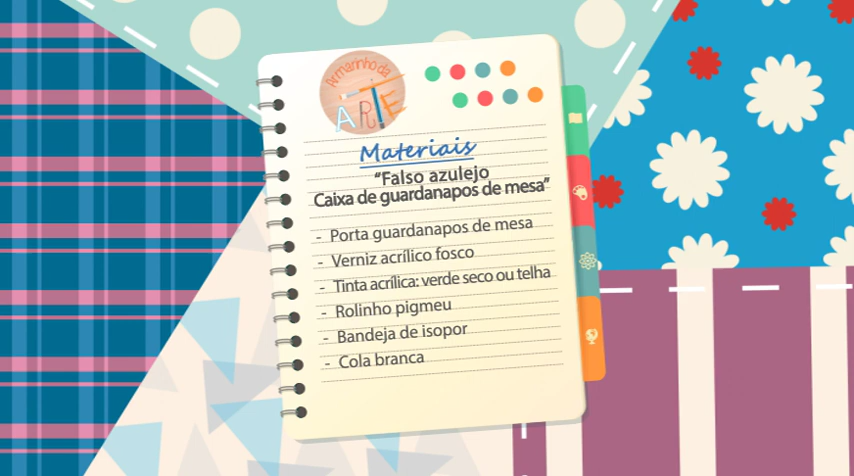 Armarinho da
ARTE
Materiais
“Falso azulejo
Caixa de guardanapos de mesa”
- Porta guardanapos de mesa
- Verniz acrílico fosco
- Tinta acrílica: verde seco ou telha
- Rolinho pigmeu
- Bandeja de isopor
- Cola branca